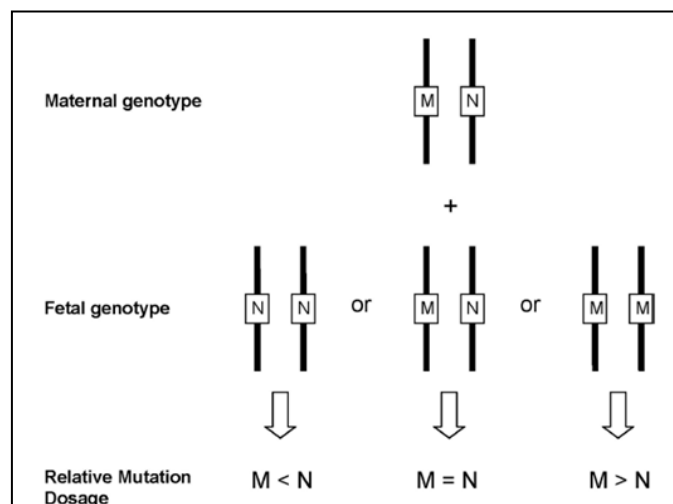 Maternal genotype M N
+
Fetal genotype N N or M N or M M
Relative Mutation M < N M = N M > N
Dosage